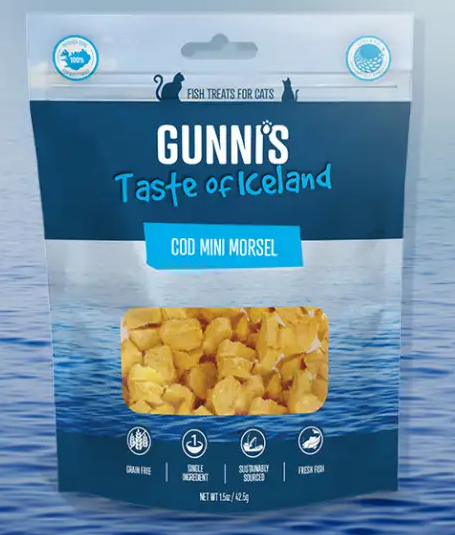 100%
FISH TREATS FOR CATS
GUNNI'S
Taste of Iceland
COD MINI MORSEL
1
GRAIN FREE
SINGLE
INGREDIENT
SUSTAINABLY
SOURCED
FRESH FISH
NET WT 1.5oz / 42.5g